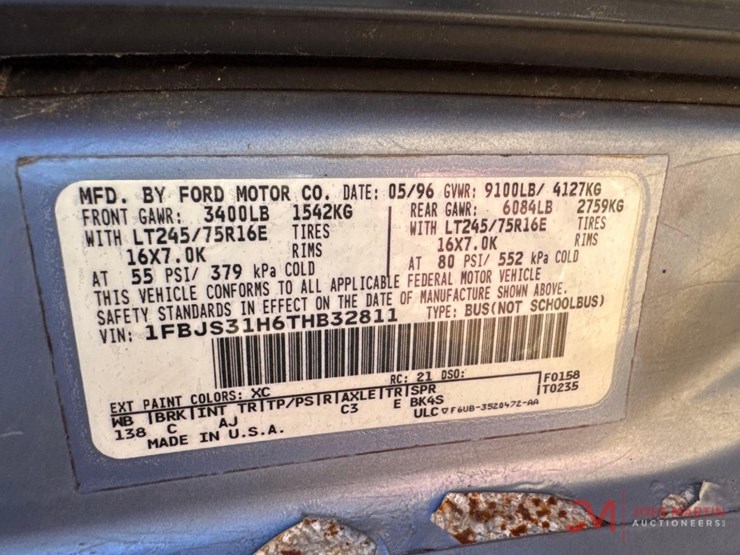 MFD. BY FORD MOTOR CO. DATE: 05/96 GVWR: 9100LB/ 4127KG
FRONT GAWR: 3400LB 1542KG REAR GAWR: 6084LB 2759KG
WITH LT245/75R16E TIRES WITH LT245/75R16E TIRES
16X7.0K RIMS 16X7.0K RIMS
AT 55 PSI/ 379 kPa COLD AT 80 PSI/ 552 kPa COLD
THIS VEHICLE CONFORMS TO ALL APPLICABLE FEDERAL MOTOR VEHICLE
SAFETY STANDARDS IN EFFECT ON THE DATE OF MANUFACTURE SHOWN ABOVE.
VIN: 1FBJS31H6THB32811 TYPE: BUS(NOT SCHOOLBUS)
EXT PAINT COLORS: XC RC: 21 DSO: F0158
WB |BRK|INT TR|TP/PS|R|AXLE|TR|SPR T0235
138 C AJ C3 E BK4S
MADE IN U.S.A. ULC F6UB-3520472-AA
JOEY MARTIN
AUCTIONEERS